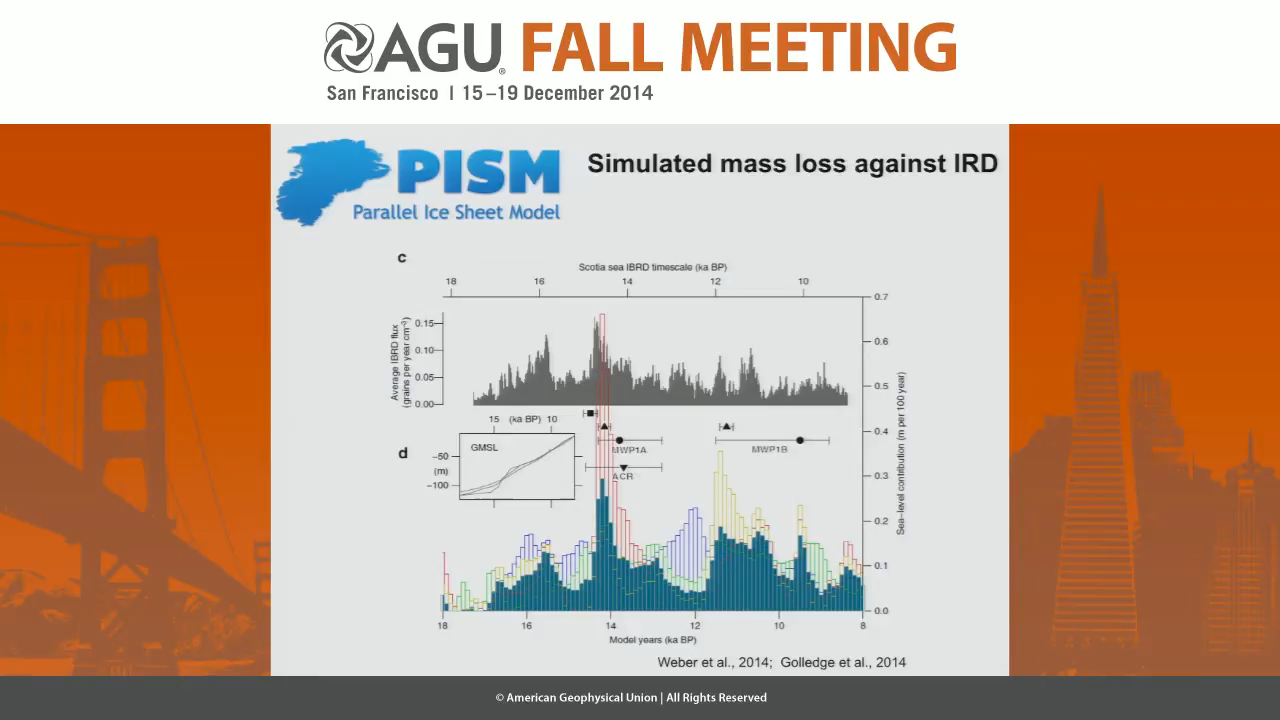 AGU® FALL MEETING
San Francisco | 15–19 December 2014
PISM
Parallel Ice Sheet Model
Simulated mass loss against IRD
c
Scotia sea IBRD timescale (ka BP)
18 16 14 12 10
0.7
0.6
0.5
0.4
0.3
0.2
0.1
0.0
Sea-level contribution (m per 100 year)
Average IBRD flux
(grains per year cm⁻²)
0.15
0.10
0.05
0.00
15 (ka BP) 10
d
GMSL
-50
(m)
-100
MWP1A
MWP1B
ACR
18 16 14 12 10 8
Model years (ka BP)
Weber et al., 2014; Golledge et al., 2014
© American Geophysical Union | All Rights Reserved